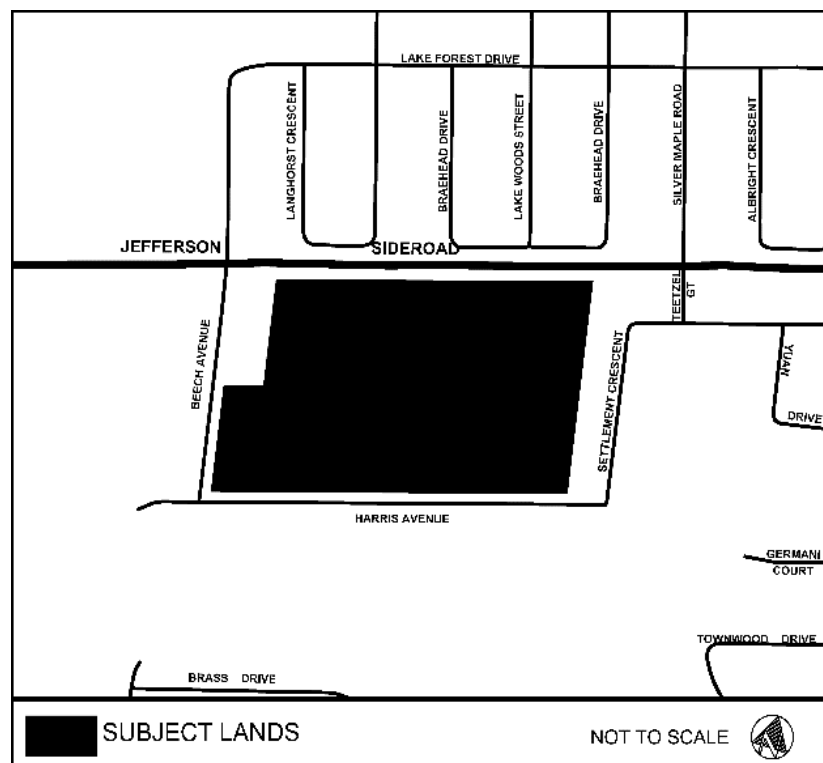 LAKE FOREST DRIVE
LANGHORST CRESCENT
BRAEHEAD DRIVE
LAKE WOODS STREET
BRAEHEAD DRIVE
SILVER MAPLE ROAD
ALBRIGHT CRESCENT
JEFFERSON SIDEROAD
TEETZEL
GT
BEECH AVENUE
SETTLEMENT CRESCENT
YUAN
DRIVE
HARRIS AVENUE
GERMANI
COURT
TOWNWOOD DRIVE
BRASS DRIVE
SUBJECT LANDS
NOT TO SCALE